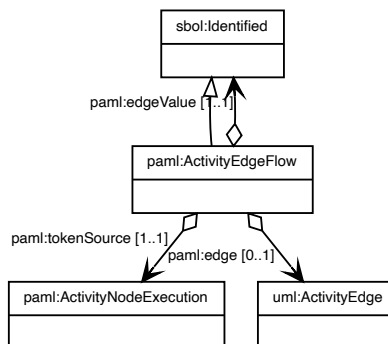 sbol:Identified
paml:edgeValue [1..1]
paml:ActivityEdgeFlow
paml:tokenSource [1..1]
paml:edge [0..1]
paml:ActivityNodeExecution
uml:ActivityEdge